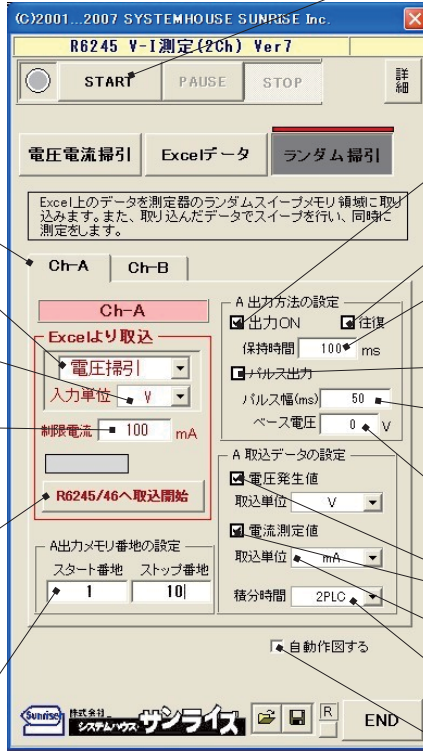 (C)2001...2007 SYSTEMHOUSE SUNRISE Inc.
R6245 V-I測定(2Ch) Ver7
START PAUSE STOP 詳細
電圧電流掃引 Excelデータ ランダム掃引
Excel上のデータを測定器のランダムスイープメモリ領域に取り
込みます。また、取り込んだデータでスイープを行い、同時に
測定をします。
Ch-A Ch-B
Ch-A
Excelより取込
電圧掃引
入力単位 V
制限電流 100 mA
R6245/46へ取込開始
A出力メモリ番地の設定
スタート番地 ストップ番地
1 10
A 出力方法の設定
出力ON 往復
保持時間 100 ms
パルス出力
パルス幅(ms) 50
ベース電圧 0 V
A 取込データの設定
電圧発生値
取込単位 V
電流測定値
取込単位 mA
積分時間 2PLC
自動作図する
Sunrise 株式会社 システムハウス サンライズ R END